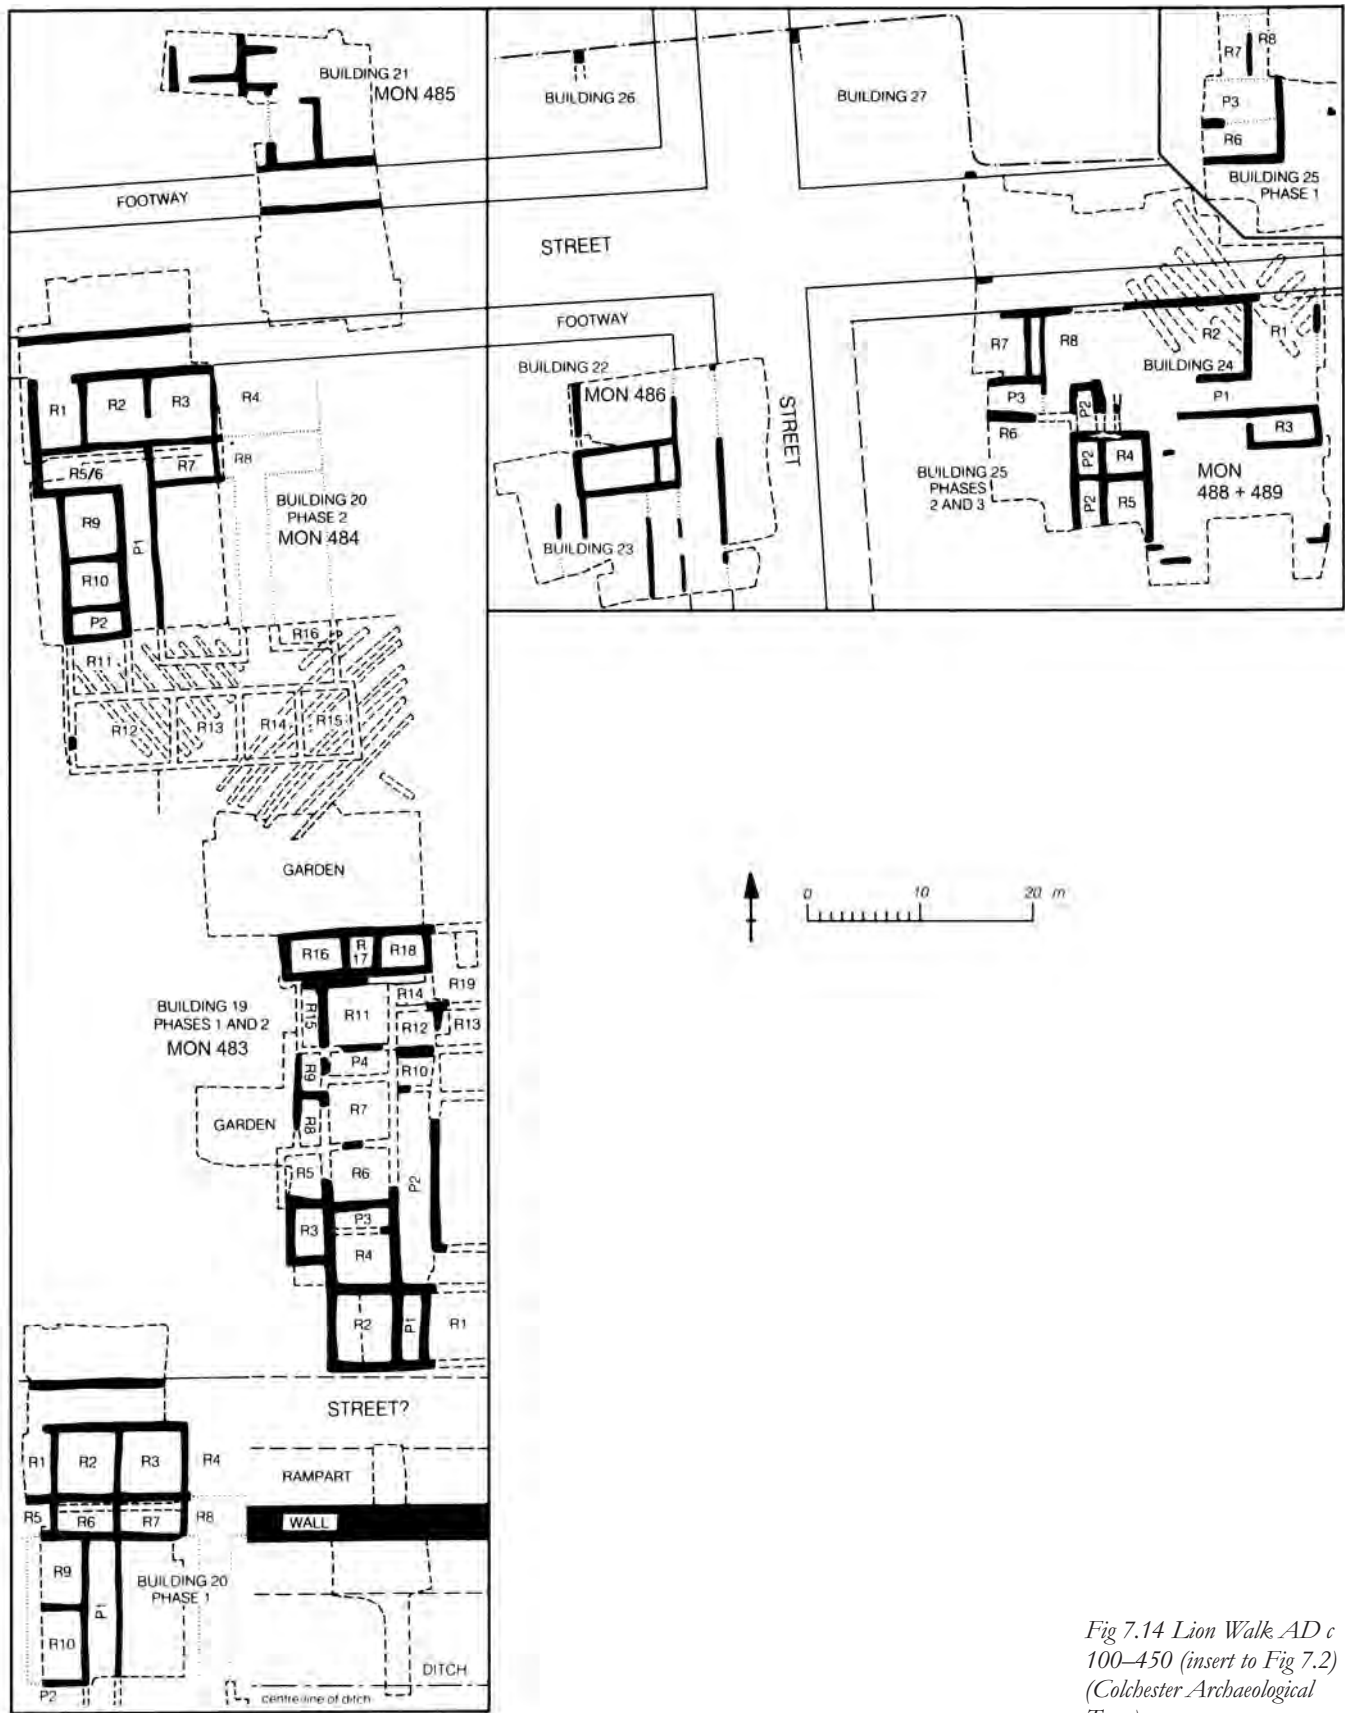 BUILDING 21
MON 485
FOOTWAY
BUILDING 26
BUILDING 27
R7
R8
P3
R6
BUILDING 25
PHASE 1
STREET
FOOTWAY
R1
R2
R3
R4
R5/6
R7
R8
R9
P1
R10
P2
BUILDING 20
PHASE 2
MON 484
R11
R16
R12
R13
R14
R15
BUILDING 22
MON 486
BUILDING 23
STREET
R7
R8
R2
R1
BUILDING 24
P3
P2
P1
R6
R3
P2
R4
P2
R5
BUILDING 25
PHASES
2 AND 3
MON
488 + 489
GARDEN
R16
R
17
R18
R19
R14
R15
R11
R12
R13
BUILDING 19
PHASES 1 AND 2
MON 483
P4
R9
R10
R7
R8
GARDEN
R5
R6
P2
P3
R3
R4
R2
P1
R1
0 10 20 m
STREET?
RAMPART
WALL
DITCH
centre-line of ditch
R1
R2
R3
R4
R5
R6
R7
R8
R9
P1
BUILDING 20
PHASE 1
R10
P2
Fig 7.14 Lion Walk AD c
100–450 (insert to Fig 7.2)
(Colchester Archaeological